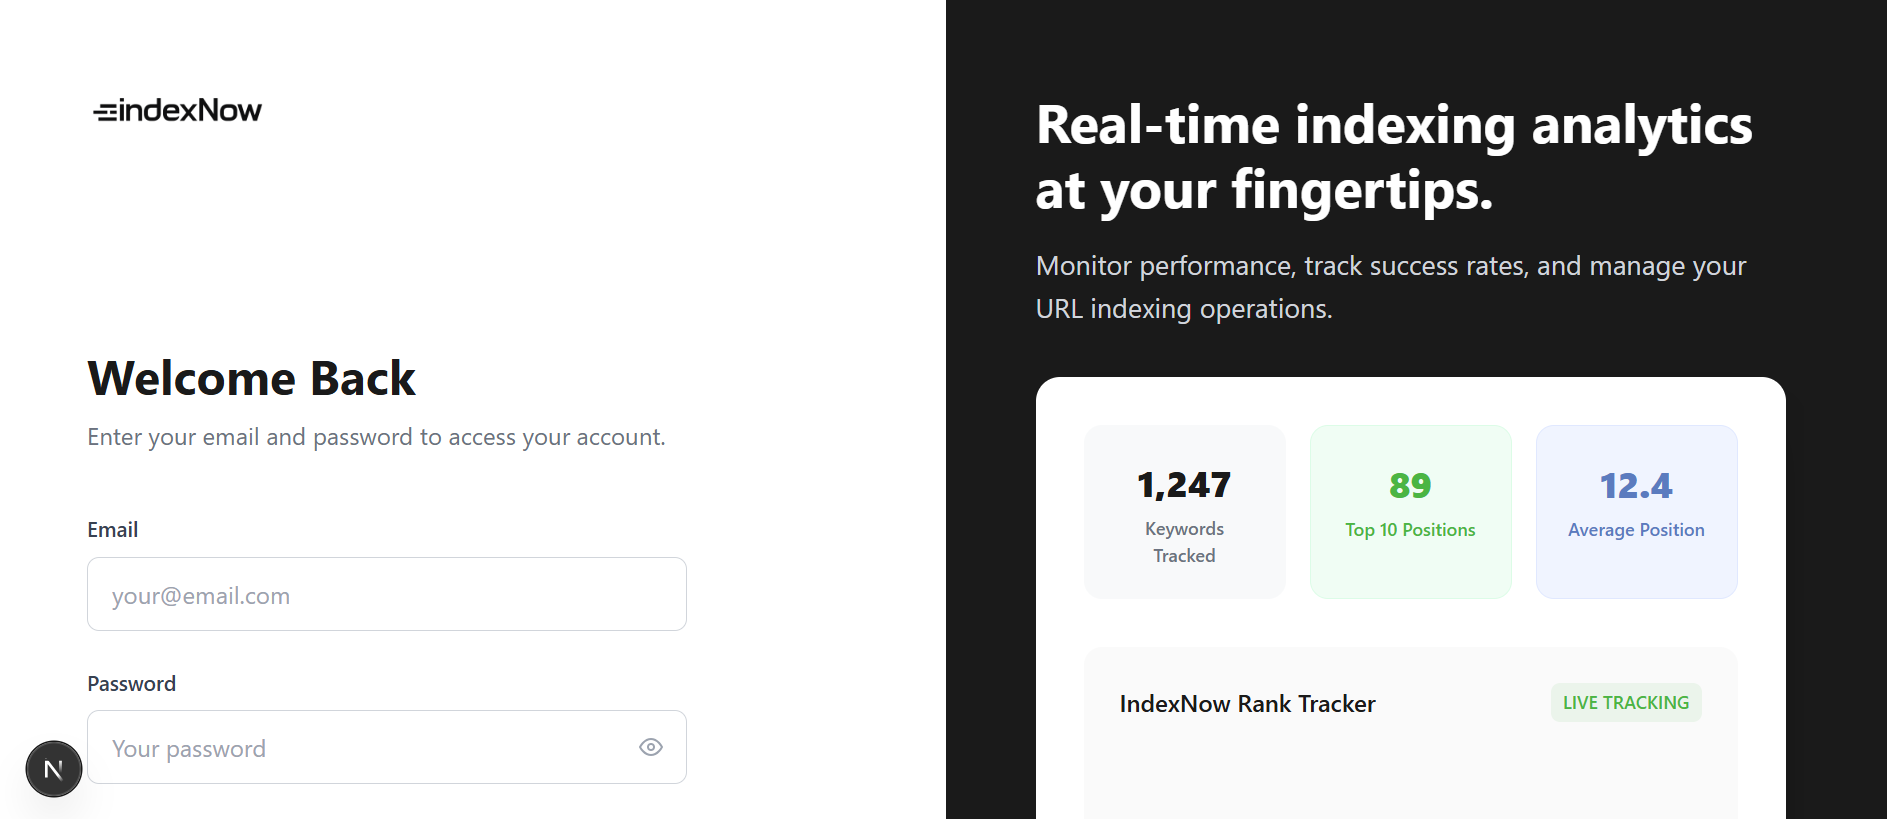 indexNow
Welcome Back
Enter your email and password to access your account.
Email
your@email.com
Password
Your password
N
Real-time indexing analytics
at your fingertips.
Monitor performance, track success rates, and manage your
URL indexing operations.
1,247
Keywords
Tracked
89
Top 10 Positions
12.4
Average Position
IndexNow Rank Tracker
LIVE TRACKING